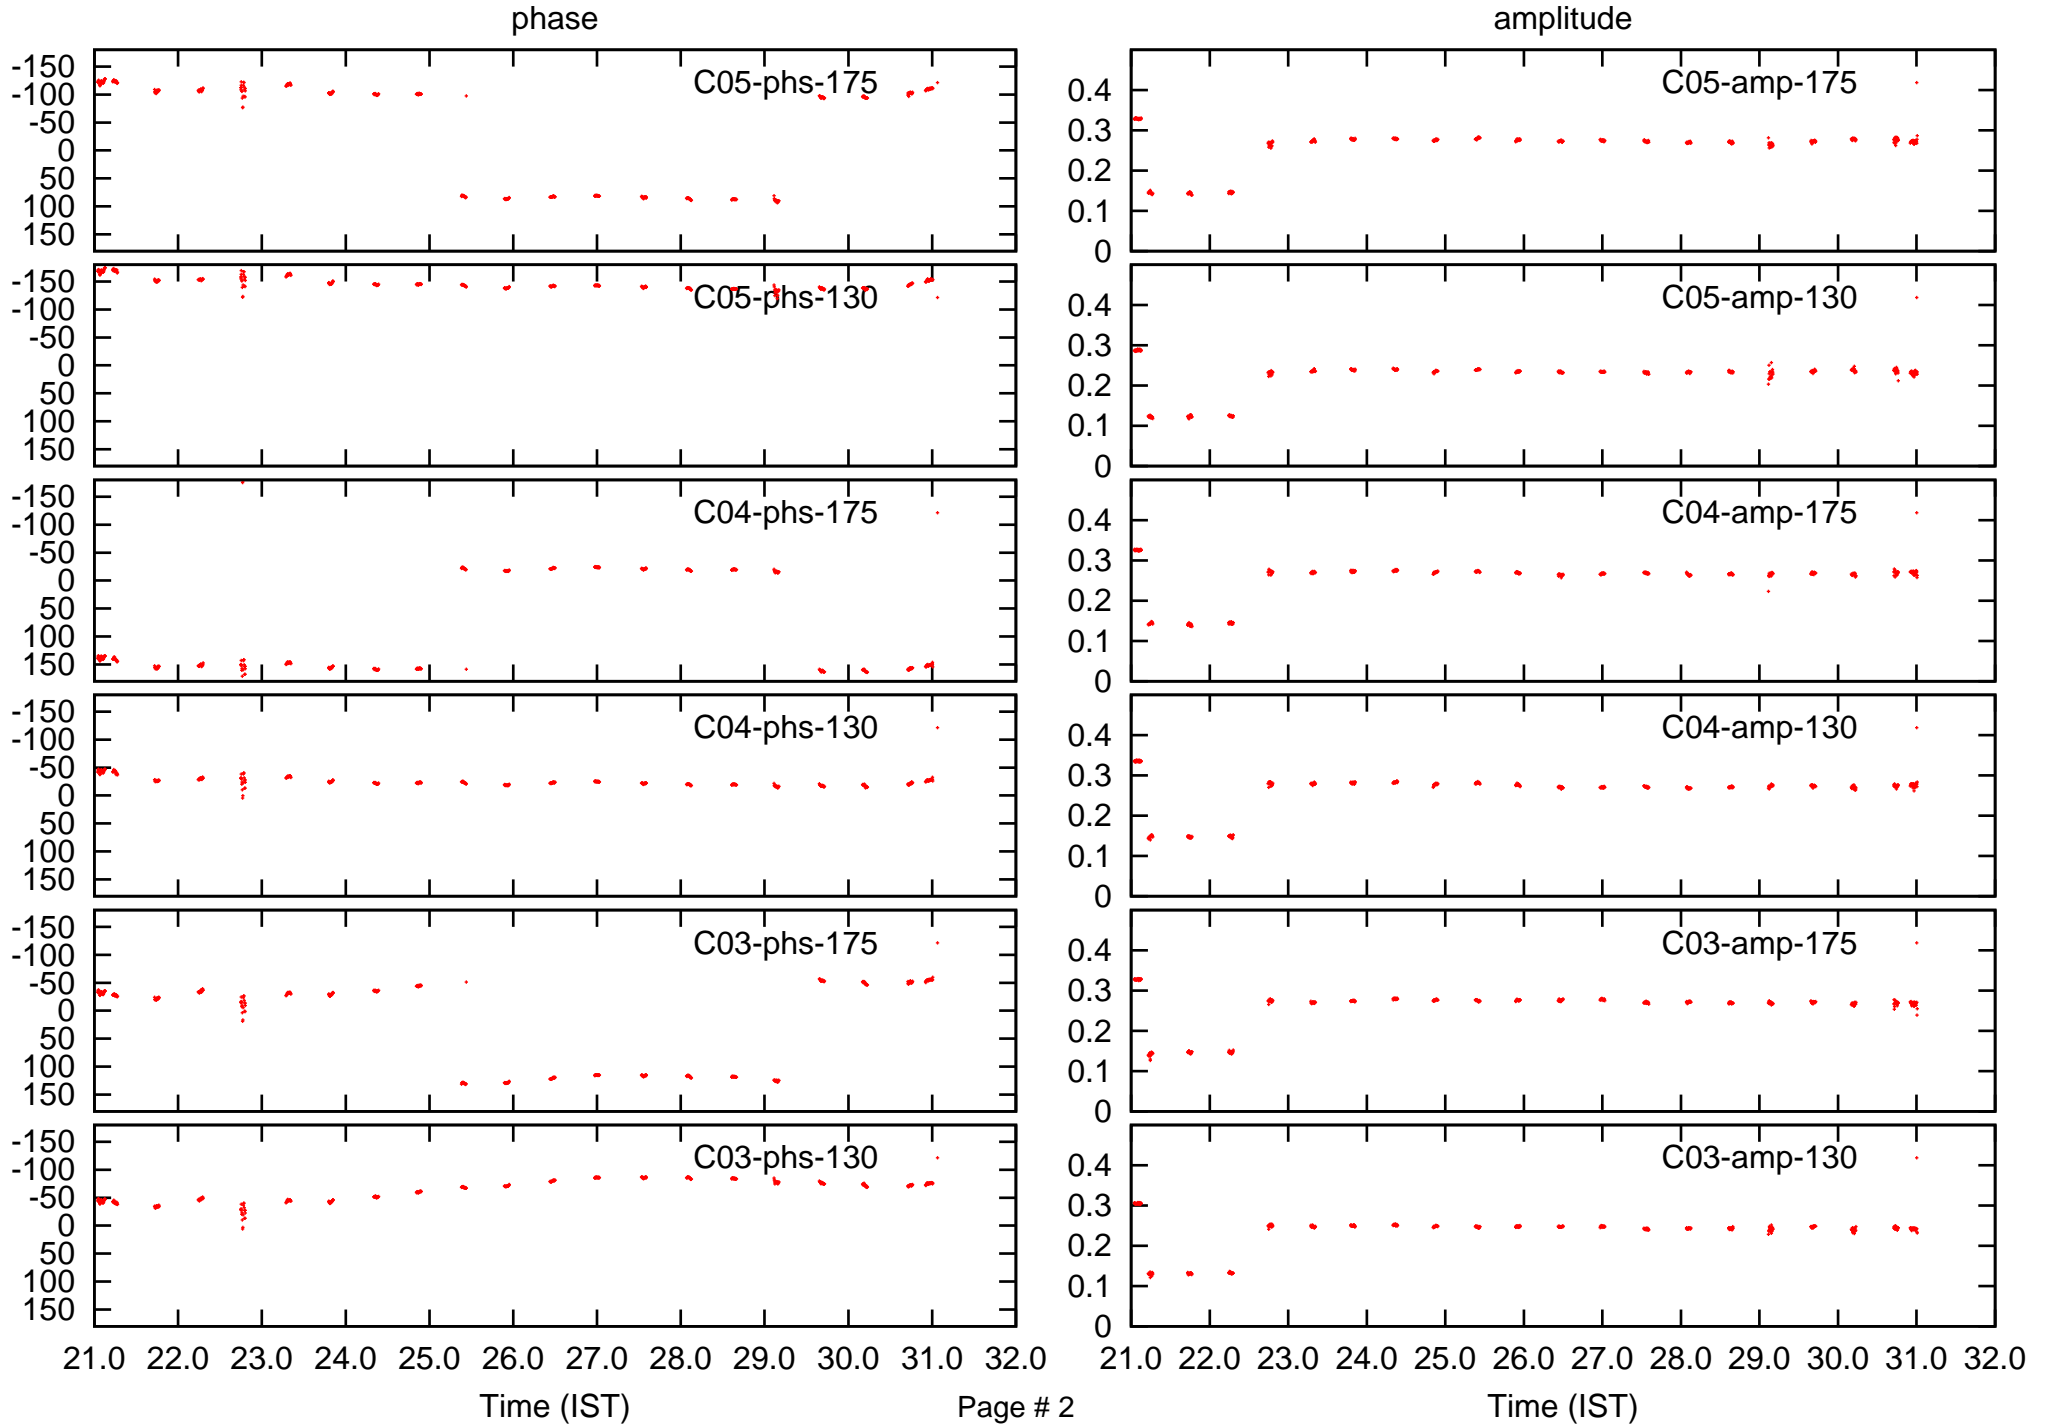 phase amplitude
-150 -100 -50 0 50 100 150 C05-phs-175 0.4 0.3 0.2 0.1 0 C05-amp-175
-150 -100 -50 0 50 100 150 C05-phs-130 0.4 0.3 0.2 0.1 0 C05-amp-130
-150 -100 -50 0 50 100 150 C04-phs-175 0.4 0.3 0.2 0.1 0 C04-amp-175
-150 -100 -50 0 50 100 150 C04-phs-130 0.4 0.3 0.2 0.1 0 C04-amp-130
-150 -100 -50 0 50 100 150 C03-phs-175 0.4 0.3 0.2 0.1 0 C03-amp-175
-150 -100 -50 0 50 100 150 C03-phs-130 0.4 0.3 0.2 0.1 0 C03-amp-130
21.0 22.0 23.0 24.0 25.0 26.0 27.0 28.0 29.0 30.0 31.0 32.0 21.0 22.0 23.0 24.0 25.0 26.0 27.0 28.0 29.0 30.0 31.0 32.0
Time (IST) Page # 2 Time (IST)